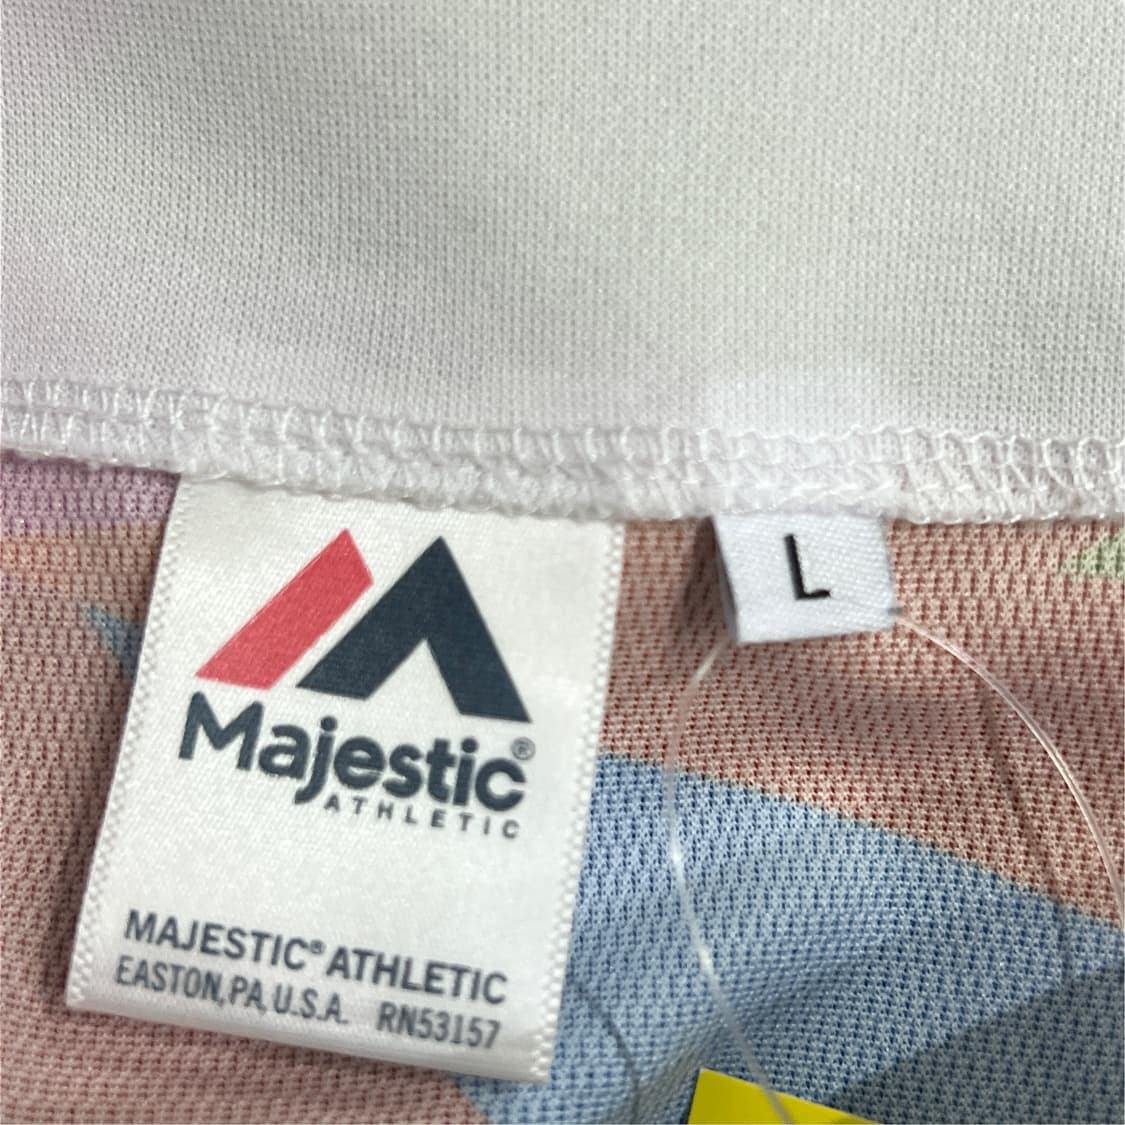 Majestic®
ATHLETIC
MAJESTIC® ATHLETIC
EASTON, PA, U.S.A. RN53157
L